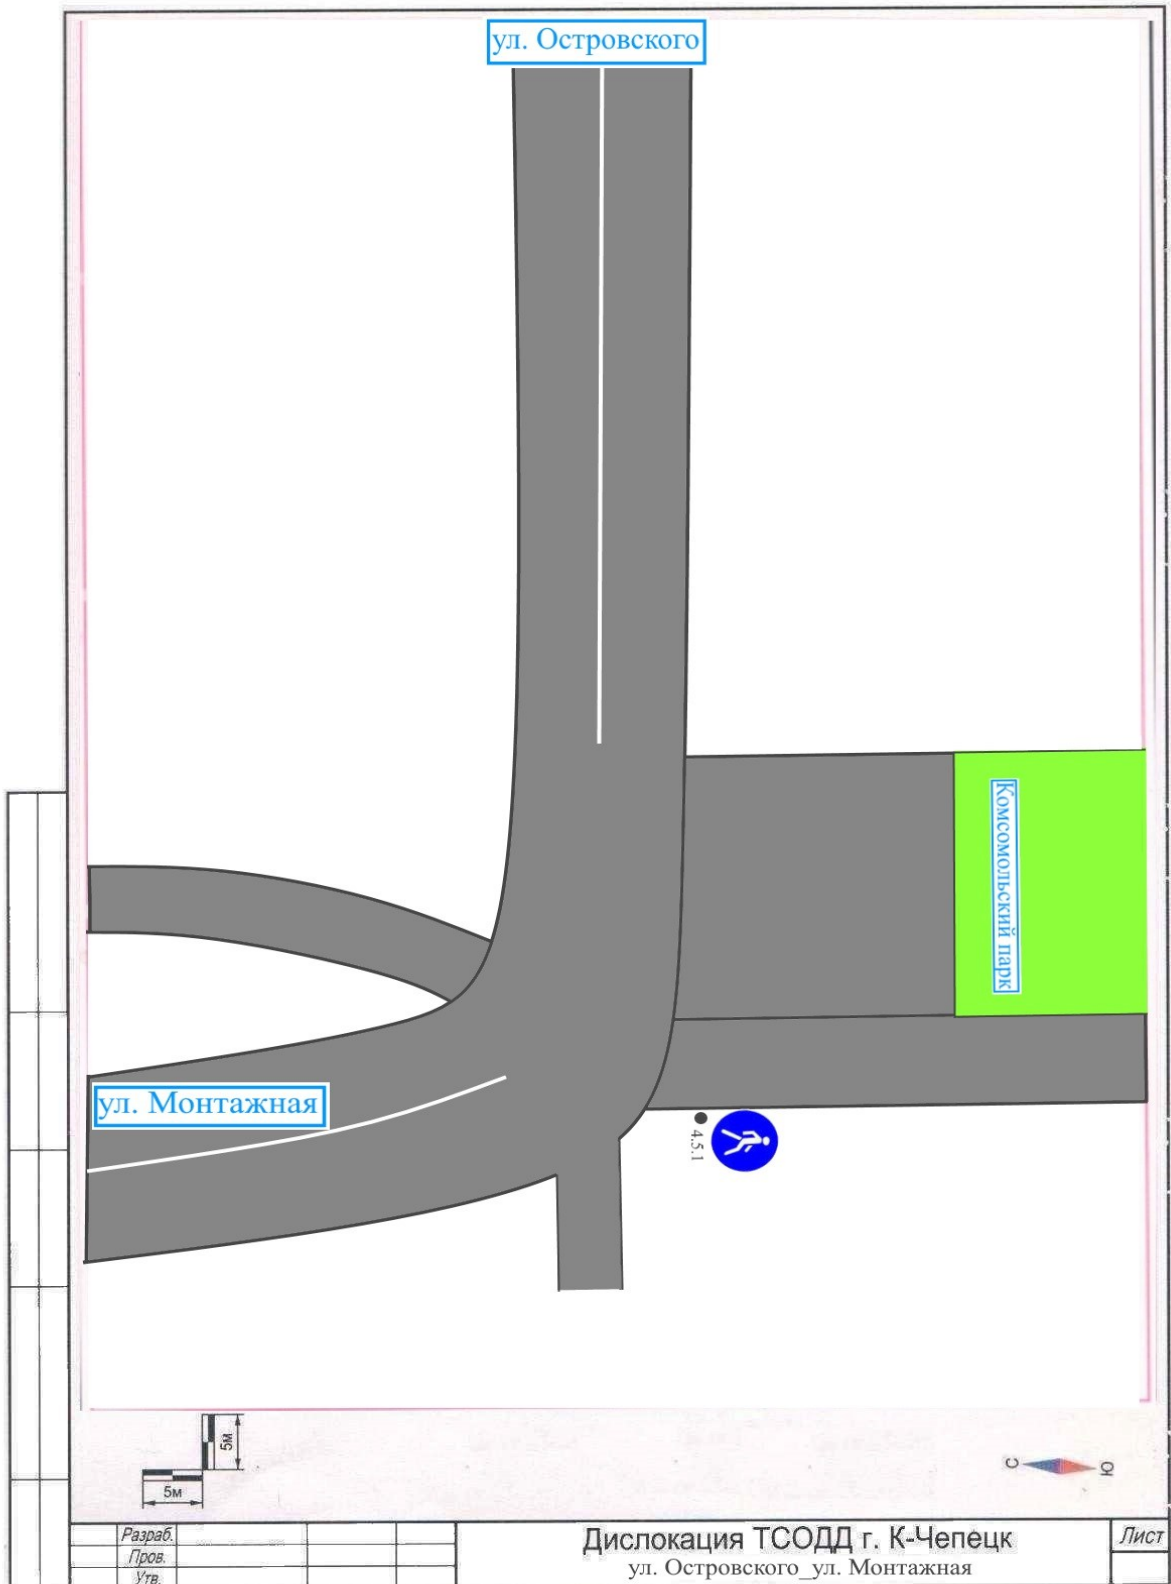 ул. Островского
Комсомольский парк
ул. Монтажная
4.5.1
5м
5м
С
Ю
Разраб.
Пров.
Утв.
Дислокация ТСОДД г. К-Чепецк
ул. Островского_ул. Монтажная
Лист